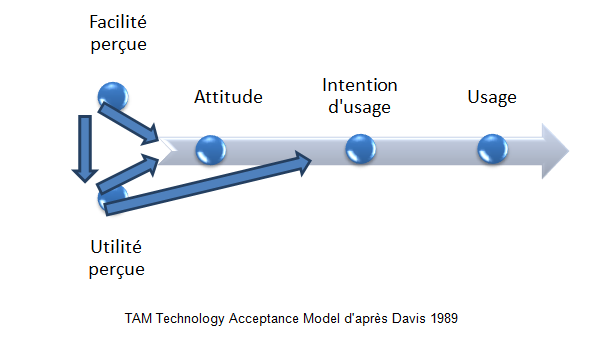 Facilité
perçue
Attitude
Intention
d'usage
Usage
Utilité
perçue
TAM Technology Acceptance Model d'après Davis 1989